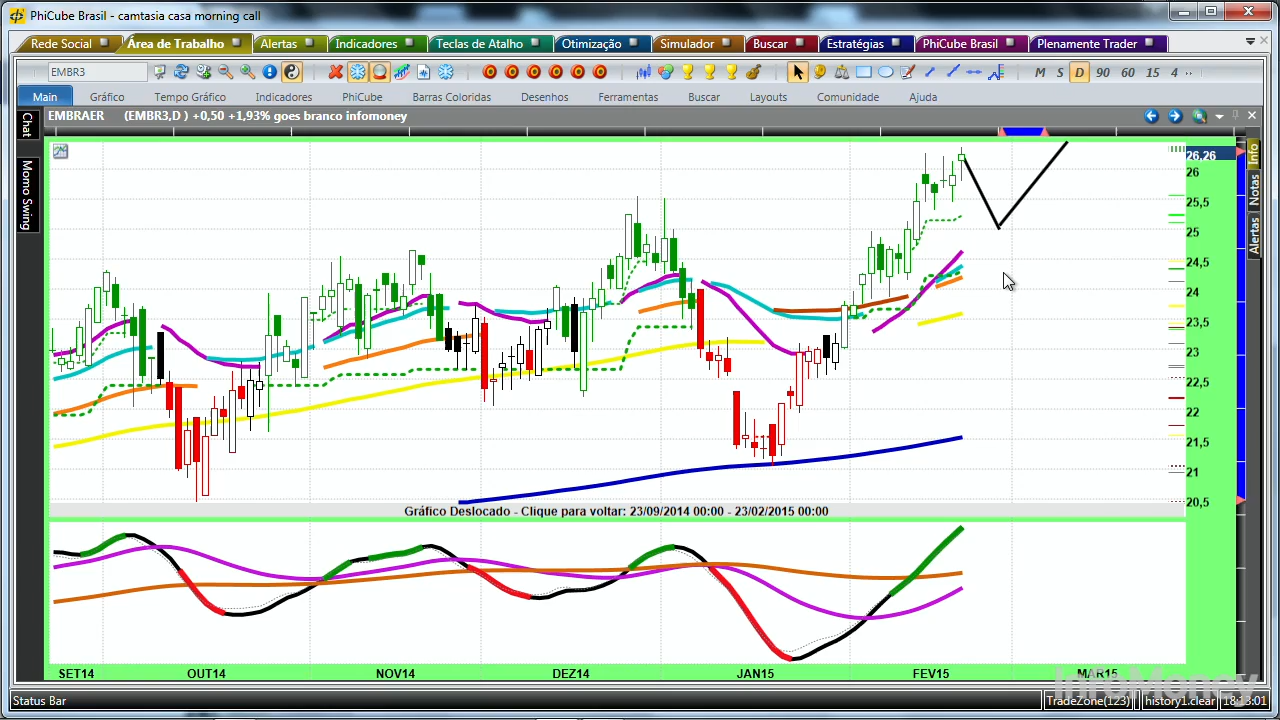 PhiCube Brasil - camtasia casa morning call
Rede Social Área de Trabalho Alertas Indicadores Teclas de Atalho Otimização Simulador Buscar Estratégias PhiCube Brasil Plenamente Trader
EMBR3 M S D 90 60 15 4
Main Gráfico Tempo Gráfico Indicadores PhiCube Barras Coloridas Desenhos Ferramentas Buscar Layouts Comunidade Ajuda
EMBRAER (EMBR3,D ) +0,50 +1,93% goes branco infomoney
Chat
Momo Swing
Info
Notas
Alertas
26,26
26
25,5
25
24,5
24
23,5
23
22,5
22
21,5
21
20,5
Gráfico Deslocado - Clique para voltar: 23/09/2014 00:00 - 23/02/2015 00:00
SET14 OUT14 NOV14 DEZ14 JAN15 FEV15 MAR15
InfoMoney
Status Bar TradeZone(123) history1.clear 18:13:01